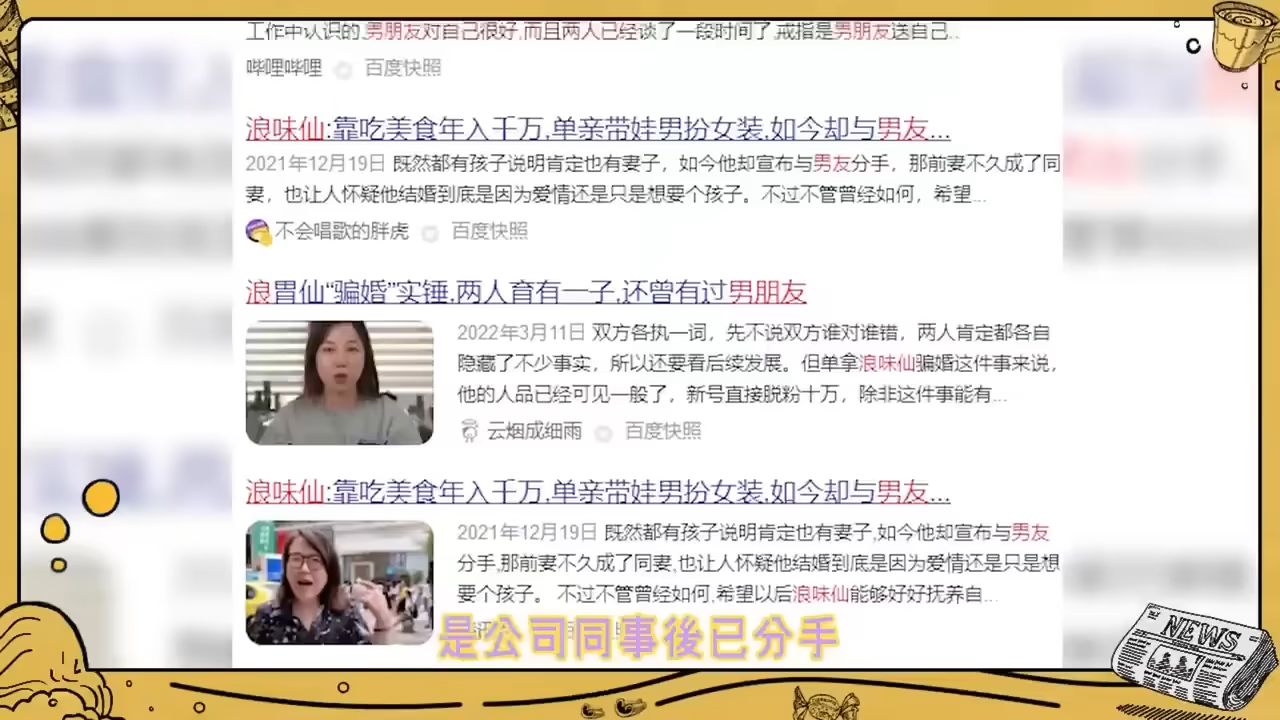 工作中认识的,男朋友对自己很好,而且两人已经谈了一段时间了,戒指是男朋友送自己...
哔哩哔哩 百度快照
浪味仙:靠吃美食年入千万,单亲带娃男扮女装,如今却与男友...
2021年12月19日 既然都有孩子说明肯定也有妻子，如今他却宣布与男友分手，那前妻不久成了同
妻，也让人怀疑他结婚到底是因为爱情还是只是想要个孩子。不过不管曾经如何，希望...
不会唱歌的胖虎 百度快照
浪胃仙“骗婚”实锤,两人育有一子,还曾有过男朋友
2022年3月11日 双方各执一词，先不说双方谁对谁错，两人肯定都各自
隐藏了不少事实，所以还要看后续发展。但单拿浪味仙骗婚这件事来说，
他的人品已经可见一般了，新号直接脱粉十万，除非这件事能有...
云烟成细雨 百度快照
浪味仙:靠吃美食年入千万,单亲带娃男扮女装,如今却与男友...
2021年12月19日 既然都有孩子说明肯定也有妻子,如今他却宣布与男友
分手,那前妻不久成了同妻,也让人怀疑他结婚到底是因为爱情还是只是想
要个孩子。 不过不管曾经如何,希望以后浪味仙能够好好抚养自...
是公司同事後已分手
NEWS